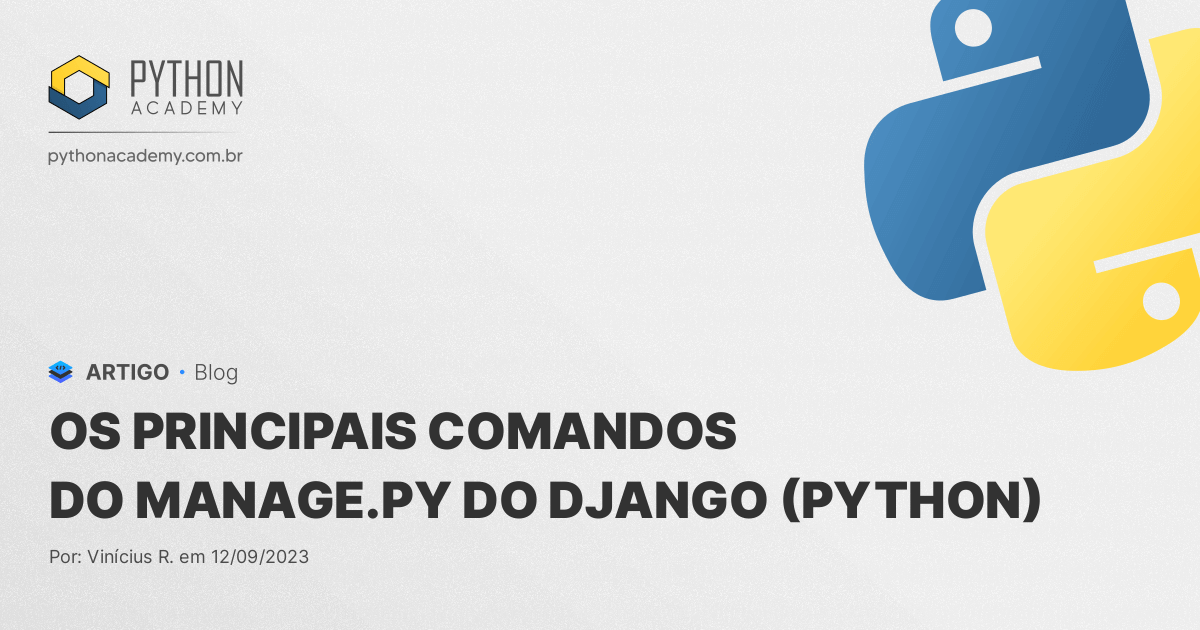 PYTHON
ACADEMY
pythonacademy.com.br
ARTIGO • Blog
OS PRINCIPAIS COMANDOS
DO MANAGE.PY DO DJANGO (PYTHON)
Por: Vinícius R. em 12/09/2023